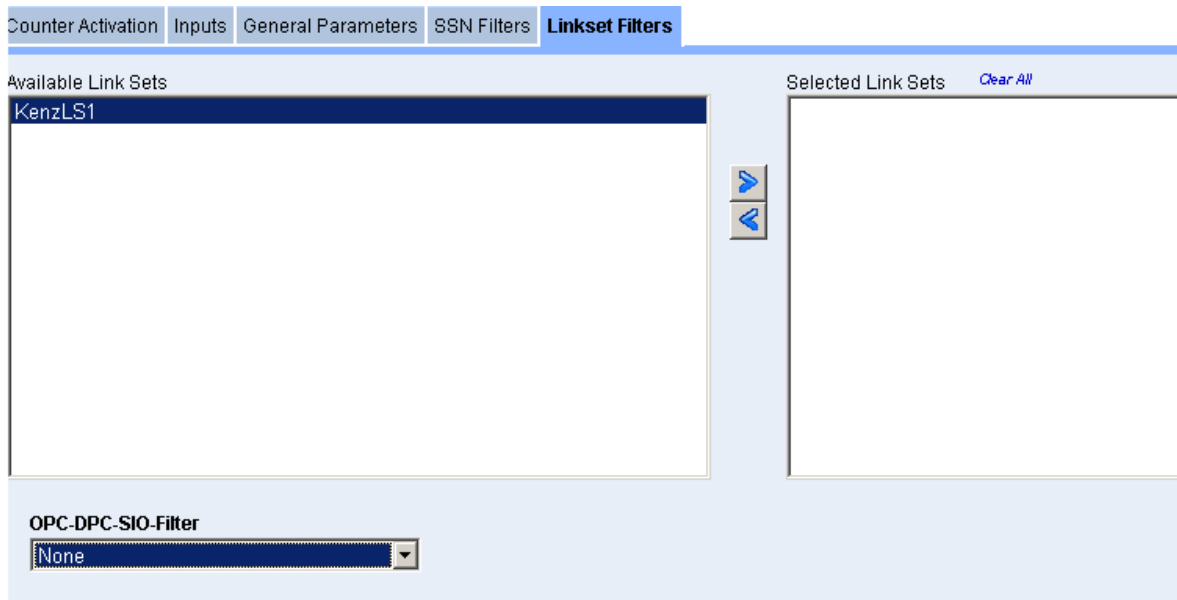 Counter Activation Inputs General Parameters SSN Filters Linkset Filters
Available Link Sets
Selected Link Sets Clear All
KenzLS1
OPC-DPC-SIO-Filter
None